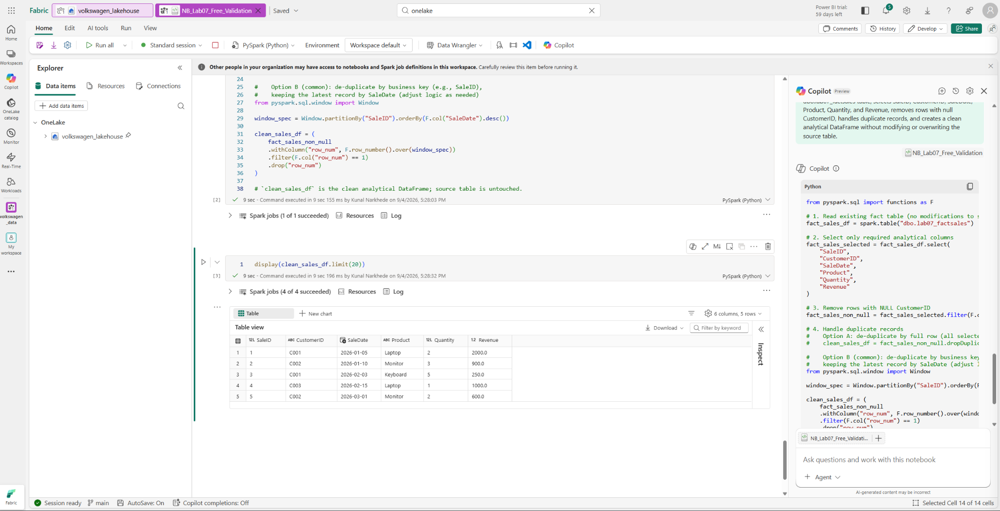 Fabric
volkswagen_lakehouse
NB_Lab07_Free_Validation
Saved
onelake
Power BI trial:
59 days left
5
Home
Edit
AI tools
Run
View
Comments
History
Develop
Share
Run all
Standard session
PySpark (Python)
Environment
Workspace default
Data Wrangler
Copilot
Home
Workspaces
Copilot
OneLake
catalog
Monitor
Real-Time
Workloads
volkswagen
_data
My
workspace
Fabric
Explorer
Data items
Resources
Connections
Add data items
OneLake
volkswagen_lakehouse
Other people in your organization may have access to notebooks and Spark job definitions in this workspace. Carefully review this item before running it.
24
25 # Option B (common): de-duplicate by business key (e.g., SaleID),
26 # keeping the latest record by SaleDate (adjust logic as needed)
27 from pyspark.sql.window import Window
28
29 window_spec = Window.partitionBy("SaleID").orderBy(F.col("SaleDate").desc())
30
31 clean_sales_df = (
32 fact_sales_non_null
33 .withColumn("row_num", F.row_number().over(window_spec))
34 .filter(F.col("row_num") == 1)
35 .drop("row_num")
36 )
37
38 # `clean_sales_df` is the clean analytical DataFrame; source table is untouched.
[2] 9 sec - Command executed in 9 sec 155 ms by Kunal Narkhede on 9/4/2026, 5:28:03 PM PySpark (Python)
Spark jobs (1 of 1 succeeded) Resources Log
M↓
1 display(clean_sales_df.limit(20))
[3] 9 sec - Command executed in 9 sec 196 ms by Kunal Narkhede on 9/4/2026, 5:28:32 PM PySpark (Python)
Spark jobs (4 of 4 succeeded) Resources Log
Table New chart 6 columns, 5 rows
Table view Download Filter by keyword
12L SaleID ABC CustomerID SaleDate ABC Product 12L Quantity 1.2 Revenue
1 1 C001 2026-01-05 Laptop 2 2000.0
2 2 C002 2026-01-10 Monitor 3 900.0
3 3 C001 2026-02-03 Keyboard 5 250.0
4 4 C003 2026-02-15 Laptop 1 1000.0
5 5 C002 2026-03-01 Monitor 2 600.0
Inspect
Copilot Preview
Product, Quantity, and Revenue, removes rows with null
CustomerID, handles duplicate records, and creates a clean
analytical DataFrame without modifying or overwriting the
source table.
NB_Lab07_Free_Validation
Copilot
Python
from pyspark.sql import functions as F
# 1. Read existing fact table (no modifications to s
fact_sales_df = spark.table("dbo.lab07_factsales")
# 2. Select only required analytical columns
fact_sales_selected = fact_sales_df.select(
"SaleID",
"CustomerID",
"SaleDate",
"Product",
"Quantity",
"Revenue"
)
# 3. Remove rows with NULL CustomerID
fact_sales_non_null = fact_sales_selected.filter(F.c
# 4. Handle duplicate records
# Option A: de-duplicate by full row (all selecte
# clean_sales_df = fact_sales_non_null.dropDuplic
# Option B (common): de-duplicate by business key
# keeping the latest record by SaleDate (adjust l
from pyspark.sql.window import Window
window_spec = Window.partitionBy("SaleID").orderBy(F
clean_sales_df = (
fact_sales_non_null
.withColumn("row_num", F.row_number().over(windo
.filter(F.col("row_num") == 1)
.drop("row_num")
NB_Lab07_Free_Validati...
Ask questions and work with this notebook
Agent
AI-generated content may be incorrect
Session ready
main
AutoSave: On
Copilot completions: Off
Selected Cell 14 of 14 cells